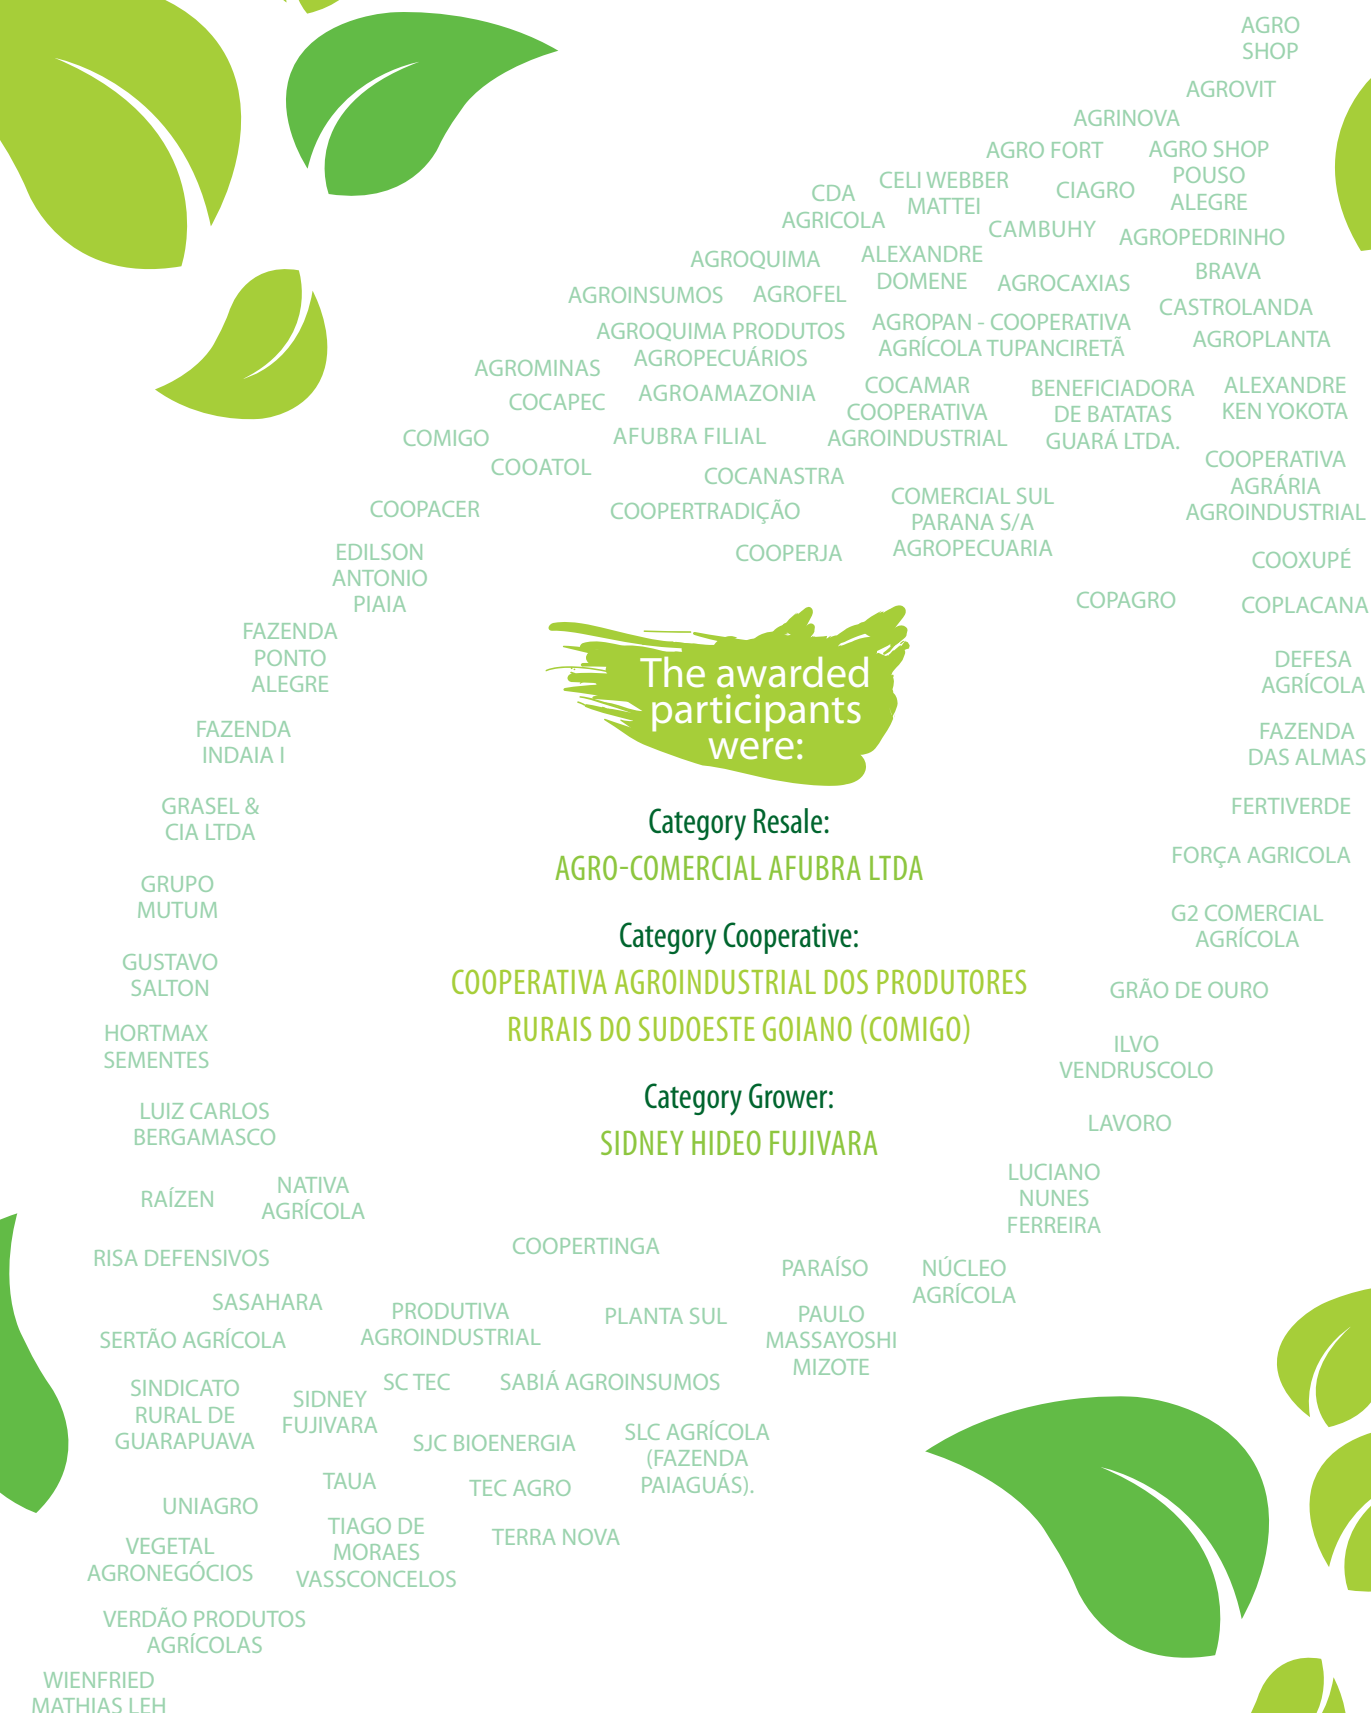 AGRO
SHOP
AGROVIT
AGRINOVA
AGRO FORT
AGRO SHOP
POUSO
ALEGRE
CELI WEBBER
MATTEI
CIAGRO
CDA
AGRICOLA
CAMBUHY
AGROPEDRINHO
AGROQUIMA
ALEXANDRE
DOMENE
AGROCAXIAS
BRAVA
AGROINSUMOS
AGROFEL
CASTROLANDA
AGROQUIMA PRODUTOS
AGROPECUÁRIOS
AGROPAN - COOPERATIVA
AGRÍCOLA TUPANCIRETÃ
AGROPLANTA
AGROMINAS
COCAPEC
AGROAMAZONIA
COCAMAR
COOPERATIVA
AGROINDUSTRIAL
BENEFICIADORA
DE BATATAS
GUARÁ LTDA.
ALEXANDRE
KEN YOKOTA
COMIGO
AFUBRA FILIAL
COOATOL
COCANASTRA
COOPERATIVA
AGRÁRIA
AGROINDUSTRIAL
COOPACER
COOPERTRADIÇÃO
COMERCIAL SUL
PARANA S/A
AGROPECUARIA
EDILSON
ANTONIO
PIAIA
COOPERJA
COOXUPÉ
COPAGRO
COPLACANA
FAZENDA
PONTO
ALEGRE
The awarded
participants
were:
DEFESA
AGRÍCOLA
FAZENDA
INDAIA I
FAZENDA
DAS ALMAS
GRASEL &
CIA LTDA
Category Resale:
AGRO-COMERCIAL AFUBRA LTDA
FERTIVERDE
FORÇA AGRICOLA
GRUPO
MUTUM
Category Cooperative:
COOPERATIVA AGROINDUSTRIAL DOS PRODUTORES
RURAIS DO SUDOESTE GOIANO (COMIGO)
G2 COMERCIAL
AGRÍCOLA
GUSTAVO
SALTON
GRÃO DE OURO
HORTMAX
SEMENTES
ILVO
VENDRUSCOLO
Category Grower:
SIDNEY HIDEO FUJIVARA
LUIZ CARLOS
BERGAMASCO
LAVORO
RAÍZEN
NATIVA
AGRÍCOLA
LUCIANO
NUNES
FERREIRA
RISA DEFENSIVOS
COOPERTINGA
PARAÍSO
NÚCLEO
AGRÍCOLA
SASAHARA
PRODUTIVA
AGROINDUSTRIAL
PLANTA SUL
PAULO
MASSAYOSHI
MIZOTE
SERTÃO AGRÍCOLA
SINDICATO
RURAL DE
GUARAPUAVA
SIDNEY
FUJIVARA
SC TEC
SABIÁ AGROINSUMOS
SJC BIOENERGIA
SLC AGRÍCOLA
(FAZENDA
PAIAGUÁS).
TAUA
TEC AGRO
UNIAGRO
TIAGO DE
MORAES
VASSCONCELOS
TERRA NOVA
VEGETAL
AGRONEGÓCIOS
VERDÃO PRODUTOS
AGRÍCOLAS
WIENFRIED
MATHIAS LEH